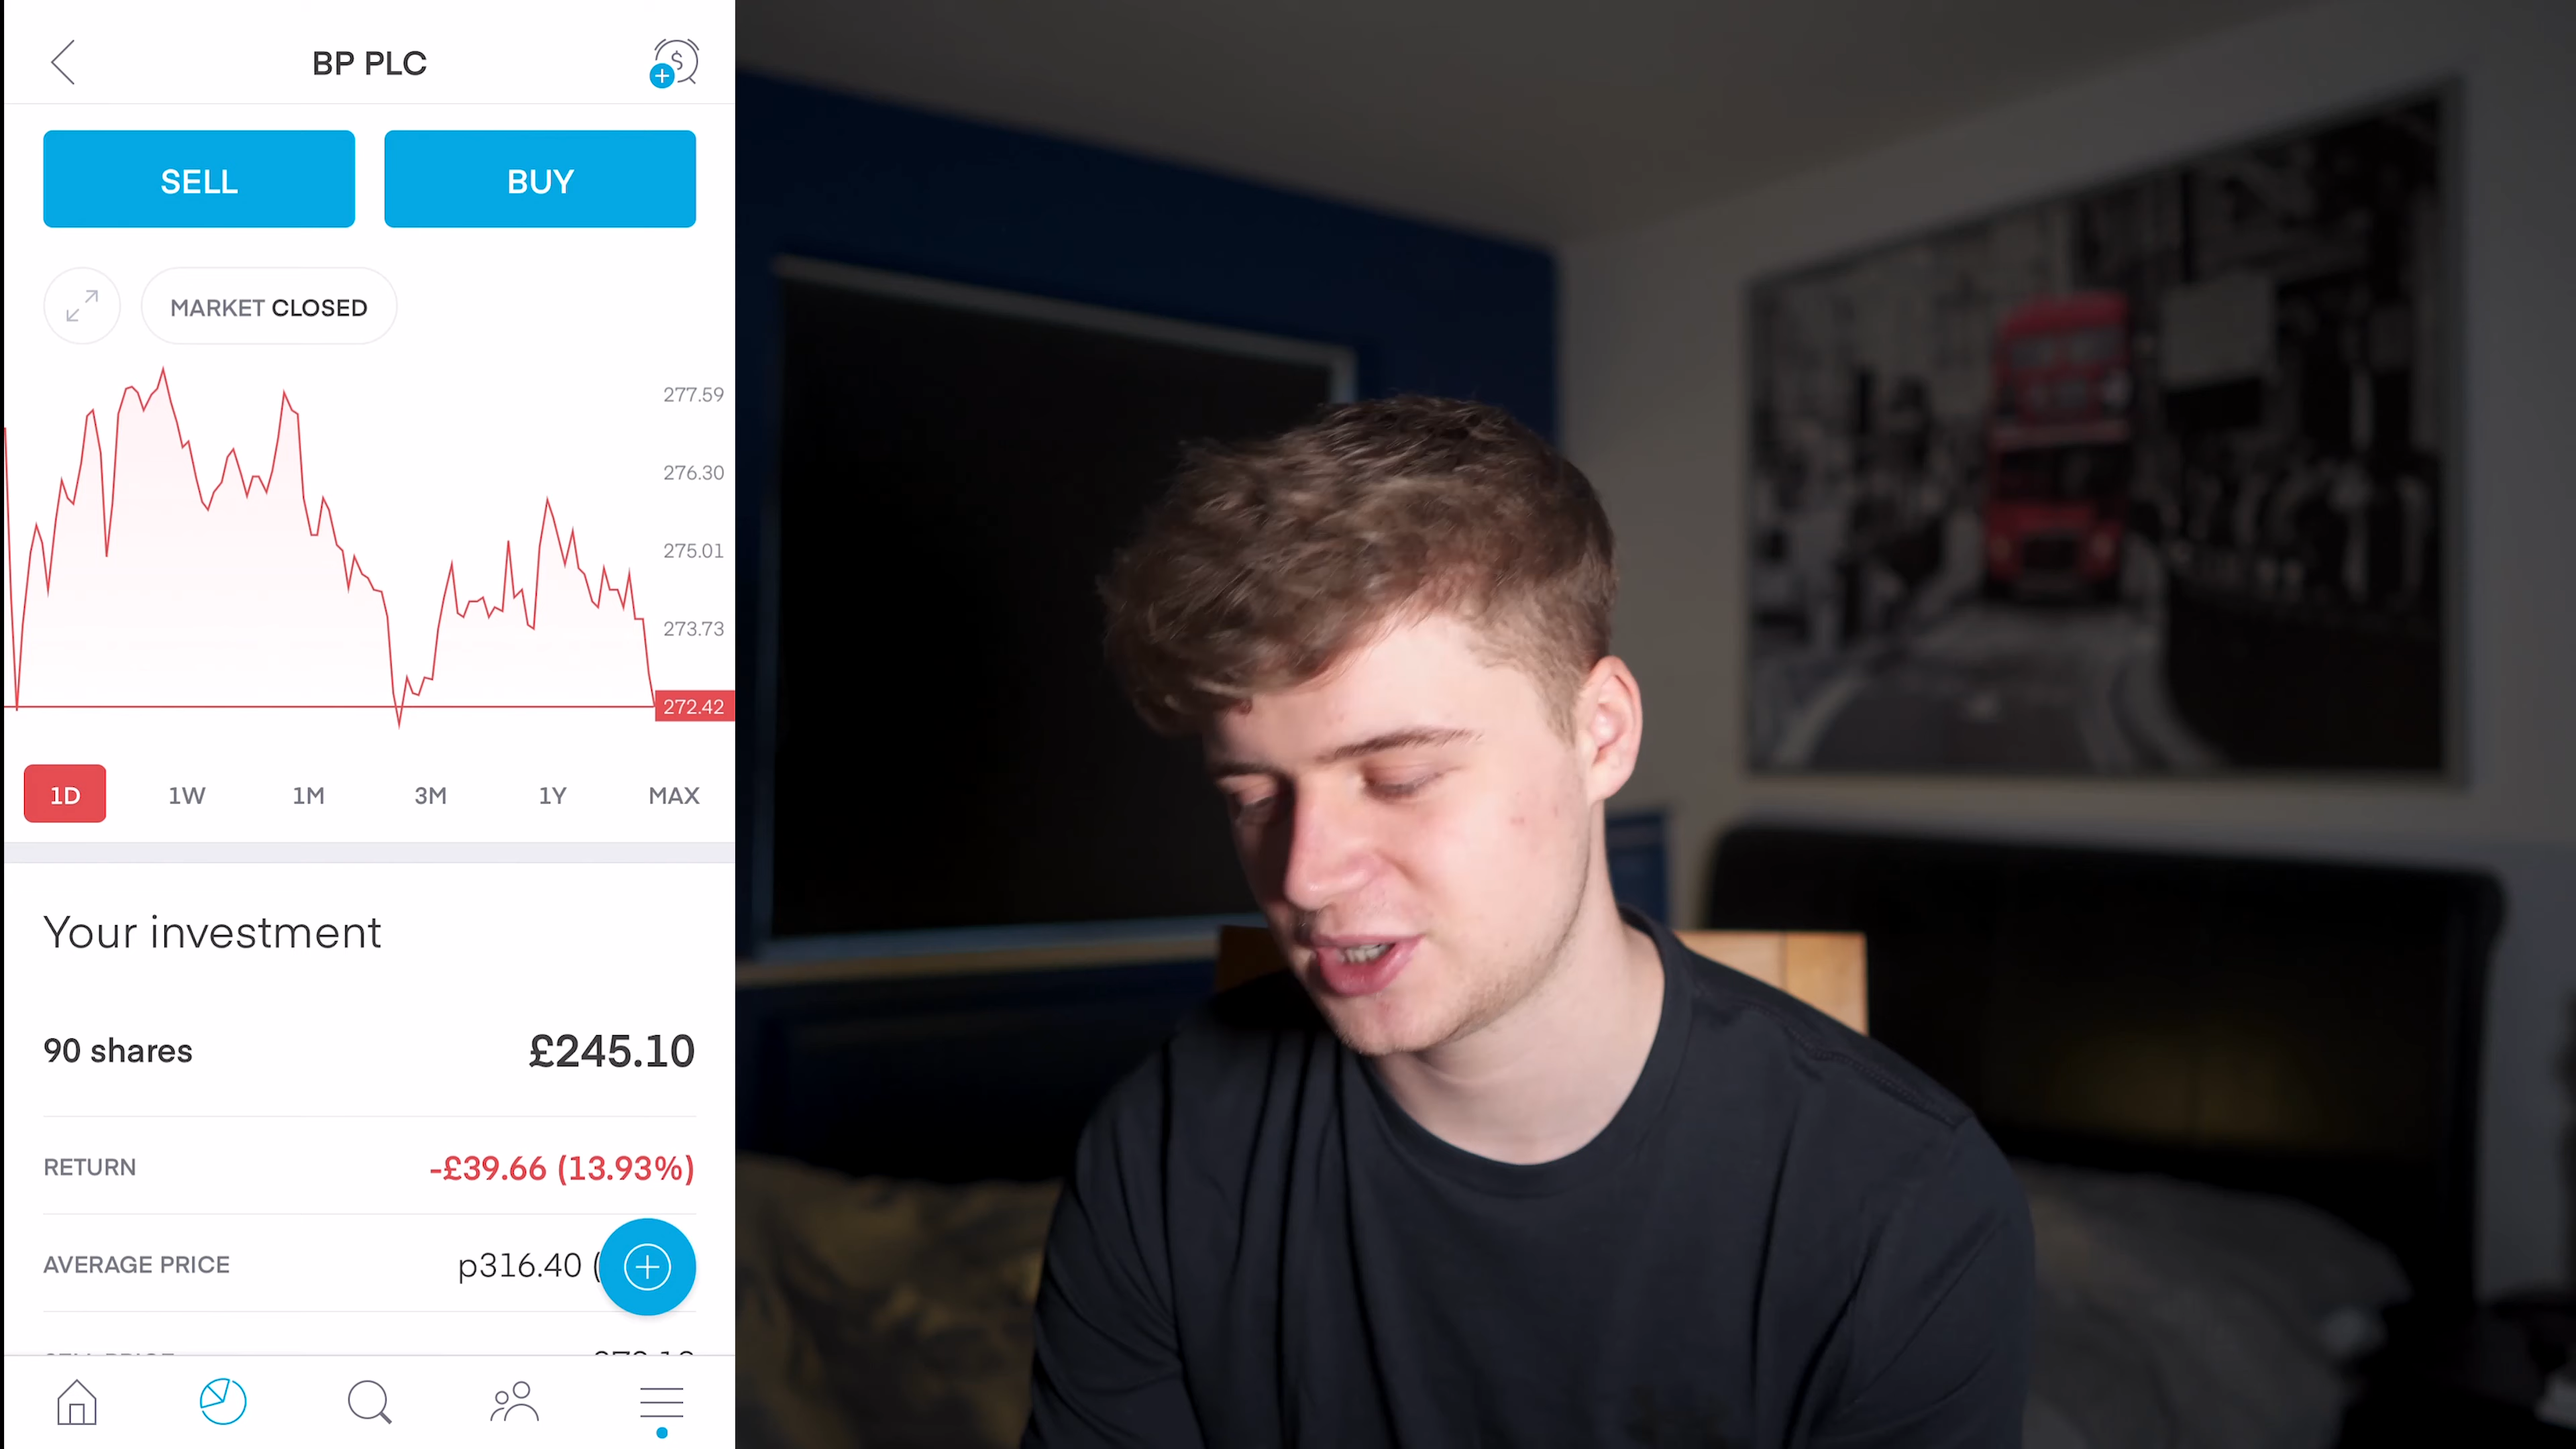 BP PLC
$
SELL
BUY
MARKET CLOSED
277.59
276.30
275.01
273.73
272.42
1D 1W 1M 3M 1Y MAX
Your investment
90 shares £245.10
RETURN -£39.66 (13.93%)
AVERAGE PRICE p316.40 (